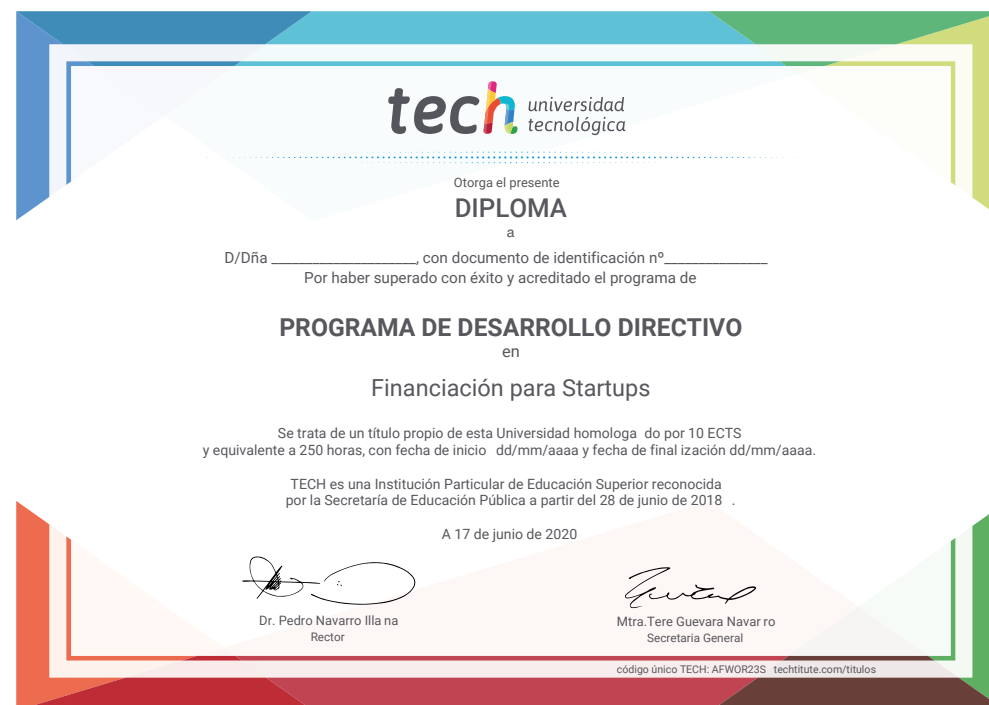 tech universidad
tecnológica
Otorga el presente
DIPLOMA
a
D/Dña ___________________, con documento de identificación nº_____________
Por haber superado con éxito y acreditado el programa de
PROGRAMA DE DESARROLLO DIRECTIVO
en
Financiación para Startups
Se trata de un título propio de esta Universidad homologa do por 10 ECTS
y equivalente a 250 horas, con fecha de inicio dd/mm/aaaa y fecha de final ización dd/mm/aaaa.
TECH es una Institución Particular de Educación Superior reconocida
por la Secretaría de Educación Pública a partir del 28 de junio de 2018 .
A 17 de junio de 2020
Dr. Pedro Navarro Illa na
Rector
Mtra.Tere Guevara Navar ro
Secretaria General
código único TECH: AFWOR23S techtitute.com/titulos